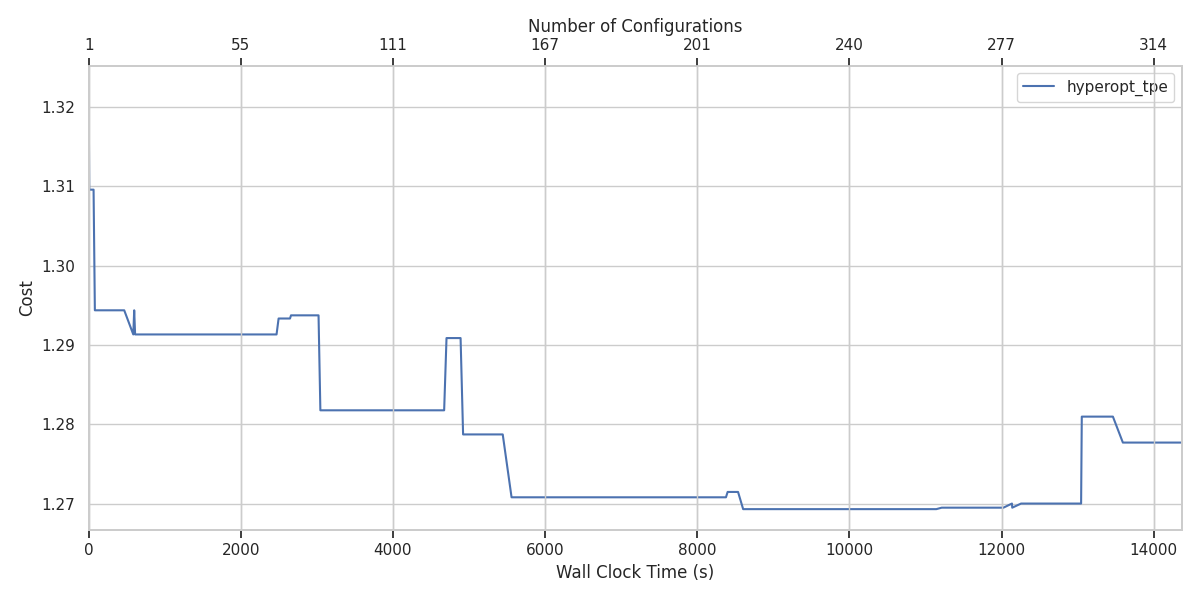 Number of Configurations
1 55 111 167 201 240 277 314
hyperopt_tpe
1.32
1.31
1.30
1.29
1.28
1.27
Cost
0 2000 4000 6000 8000 10000 12000 14000
Wall Clock Time (s)